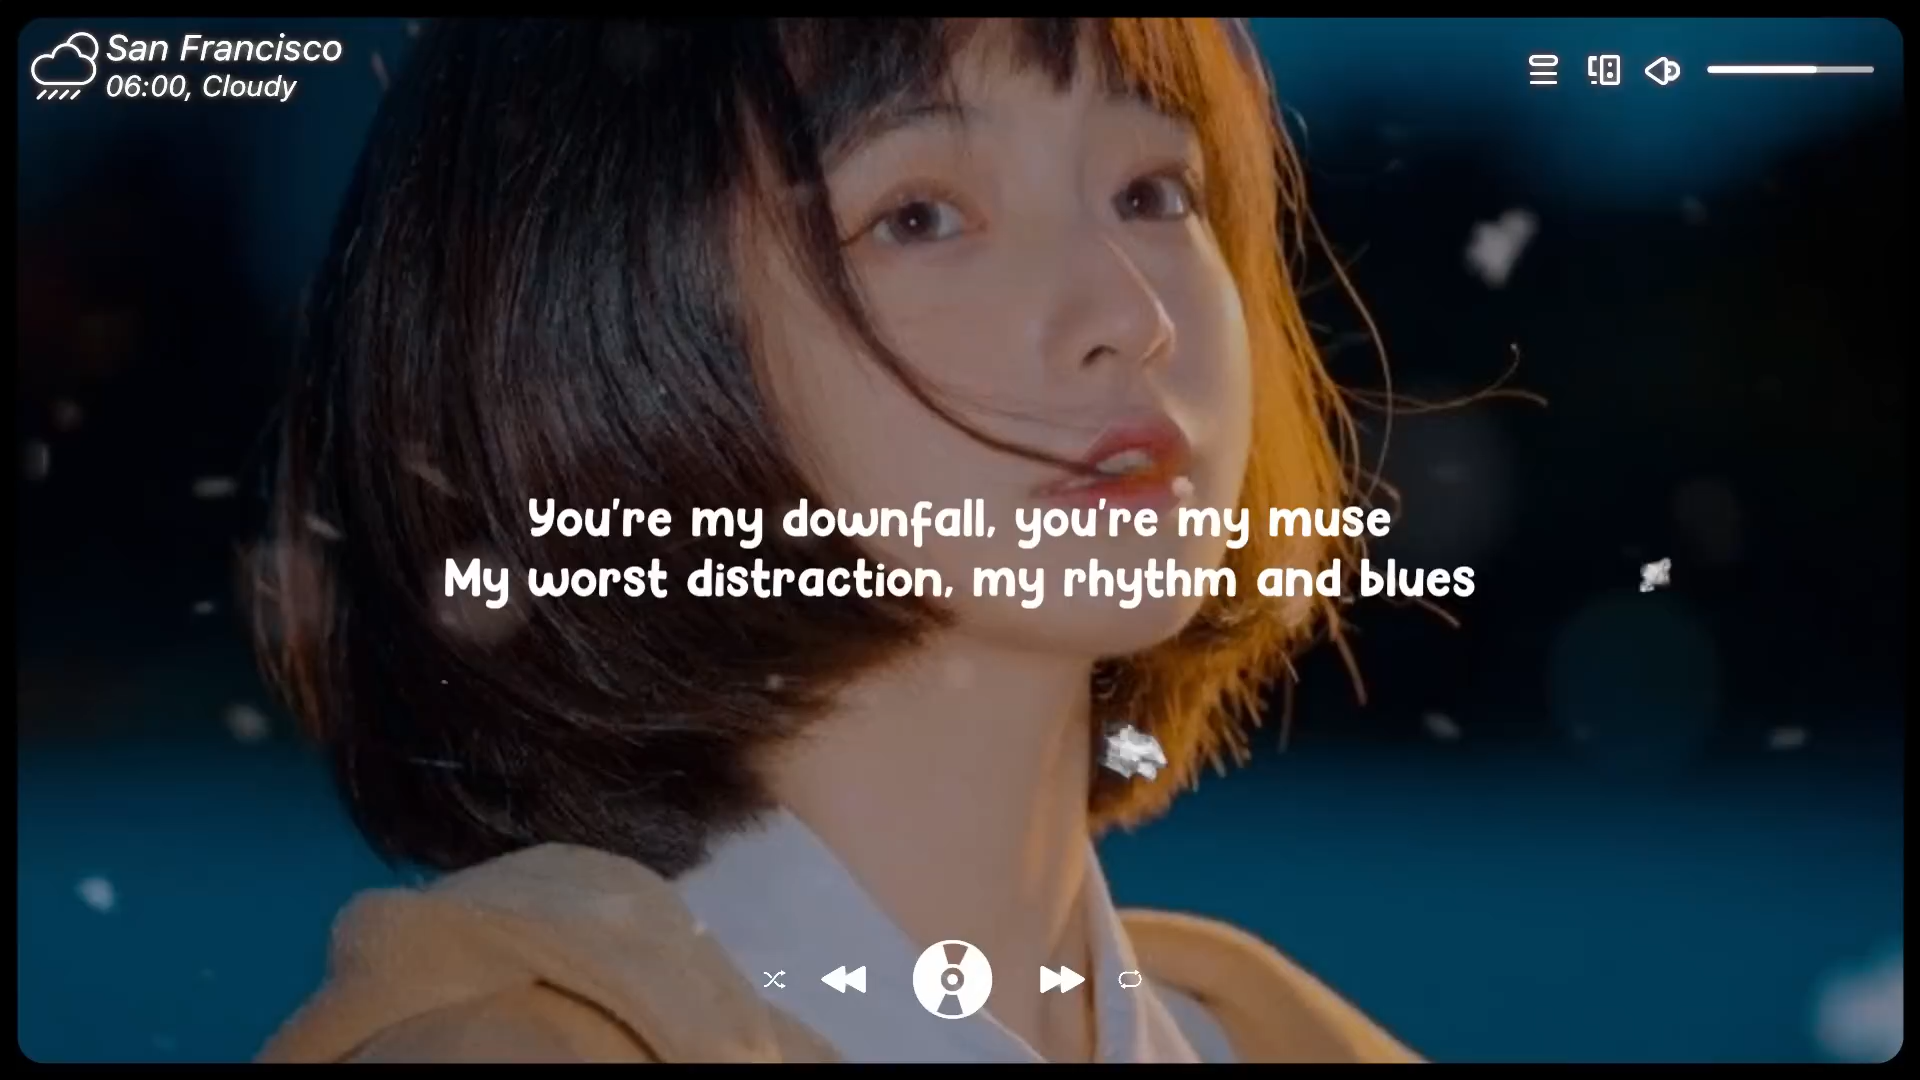 San Francisco
06:00, Cloudy
You're my downfall, you're my muse
My worst distraction, my rhythm and blues